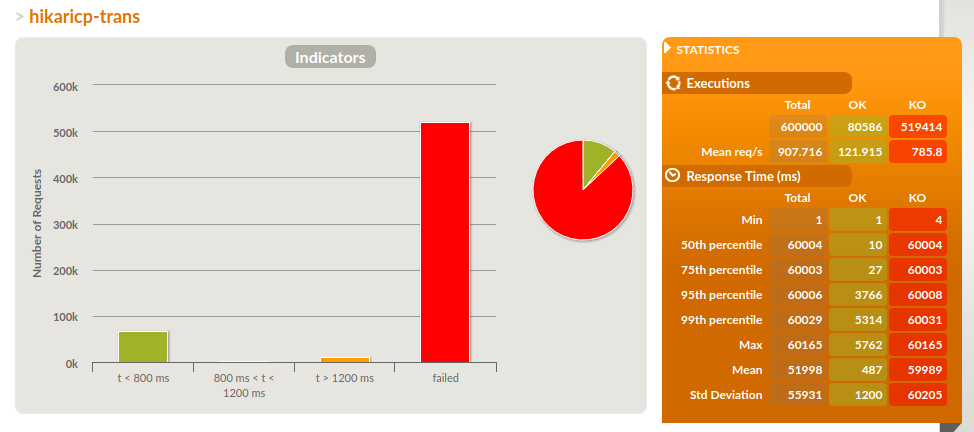 > hikaricp-trans
Indicators
600k
500k
400k
300k
200k
100k
0k
Number of Requests
t < 800 ms
800 ms < t <
1200 ms
t > 1200 ms
failed
STATISTICS
Executions
Total OK KO
600000 80586 519414
Mean req/s 907.716 121.915 785.8
Response Time (ms)
Total OK KO
Min 1 1 4
50th percentile 60004 10 60004
75th percentile 60003 27 60003
95th percentile 60006 3766 60008
99th percentile 60029 5314 60031
Max 60165 5762 60165
Mean 51998 487 59989
Std Deviation 55931 1200 60205